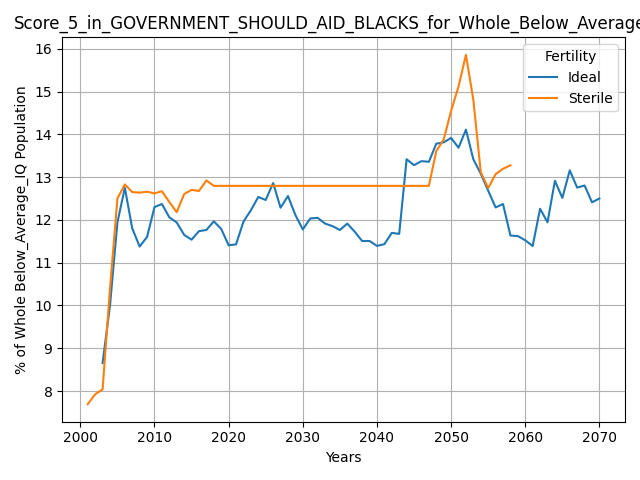 Score_5_in_GOVERNMENT_SHOULD_AID_BLACKS_for_Whole_Below_Average
16
15
14
13
12
11
10
9
8
% of Whole Below_Average_IQ Population
Fertility
Ideal
Sterile
2000 2010 2020 2030 2040 2050 2060 2070
Years